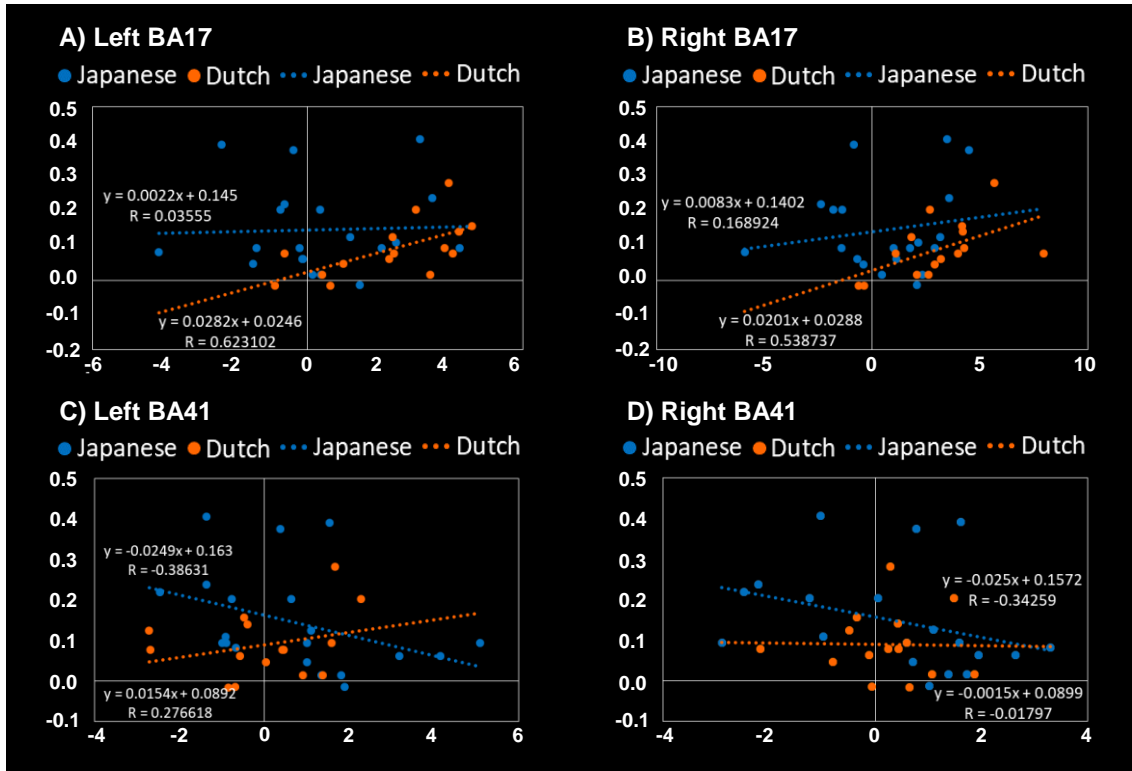 A) Left BA17
Japanese Dutch Japanese Dutch
0.5
0.4
0.3
0.2
0.1
0.0
-0.1
-0.2
y = 0.0022x + 0.145
R = 0.03555
y = 0.0282x + 0.0246
R = 0.623102
-6 -4 -2 0 2 4 6
B) Right BA17
Japanese Dutch Japanese Dutch
0.5
0.4
0.3
0.2
0.1
0.0
-0.1
-0.2
y = 0.0083x + 0.1402
R = 0.168924
y = 0.0201x + 0.0288
R = 0.538737
-10 -5 0 5 10
C) Left BA41
Japanese Dutch Japanese Dutch
0.5
0.4
0.3
0.2
0.1
0.0
-0.1
y = -0.0249x + 0.163
R = -0.38631
y = 0.0154x + 0.0892
R = 0.276618
-4 -2 0 2 4 6
D) Right BA41
Japanese Dutch Japanese Dutch
0.5
0.4
0.3
0.2
0.1
0.0
-0.1
y = -0.025x + 0.1572
R = -0.34259
y = -0.0015x + 0.0899
R = -0.01797
-4 -2 0 2 4